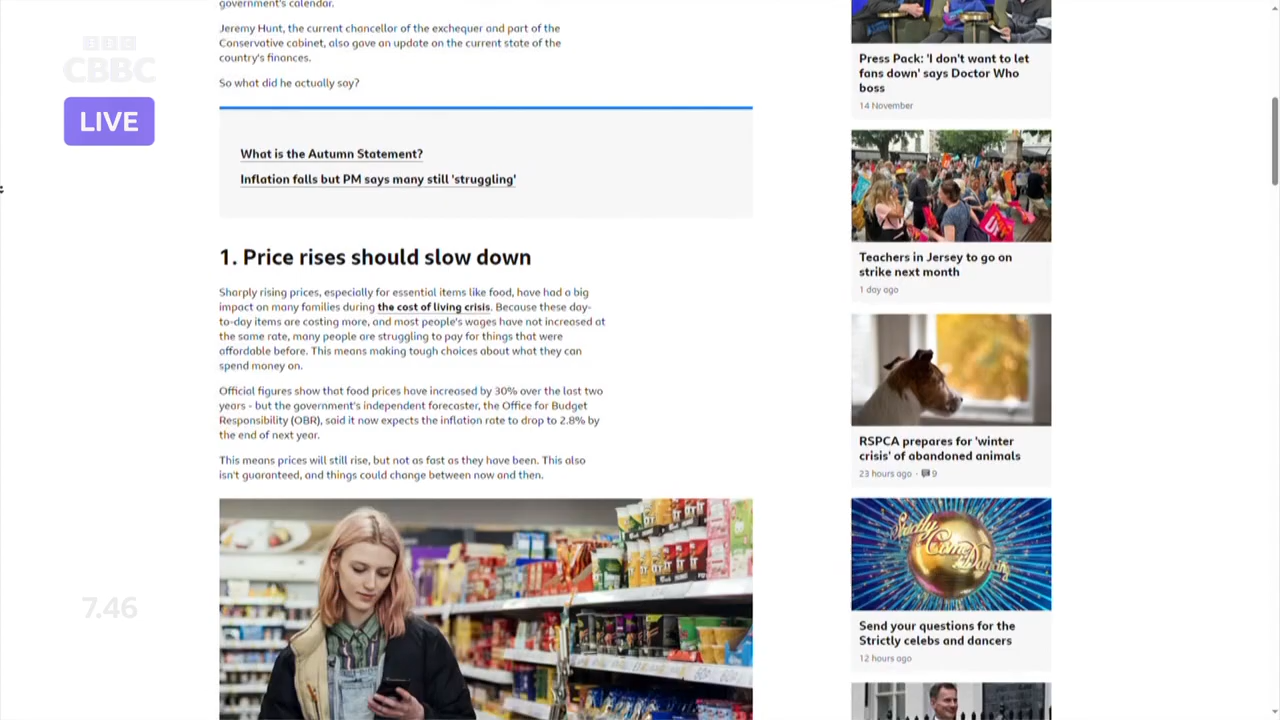 government's calendar.
Jeremy Hunt, the current chancellor of the exchequer and part of the
Conservative cabinet, also gave an update on the current state of the
country's finances.
So what did he actually say?
BBC
CBBC
LIVE
What is the Autumn Statement?
Inflation falls but PM says many still 'struggling'
1. Price rises should slow down
Sharply rising prices, especially for essential items like food, have had a big
impact on many families during the cost of living crisis. Because these day-
to-day items are costing more, and most people's wages have not increased at
the same rate, many people are struggling to pay for things that were
affordable before. This means making tough choices about what they can
spend money on.
Official figures show that food prices have increased by 30% over the last two
years - but the government's independent forecaster, the Office for Budget
Responsibility (OBR), said it now expects the inflation rate to drop to 2.8% by
the end of next year.
This means prices will still rise, but not as fast as they have been. This also
isn't guaranteed, and things could change between now and then.
7.46
Press Pack: 'I don't want to let
fans down' says Doctor Who
boss
14 November
Teachers in Jersey to go on
strike next month
1 day ago
RSPCA prepares for 'winter
crisis' of abandoned animals
23 hours ago · 9
Strictly
Come
Dancing
Send your questions for the
Strictly celebs and dancers
12 hours ago